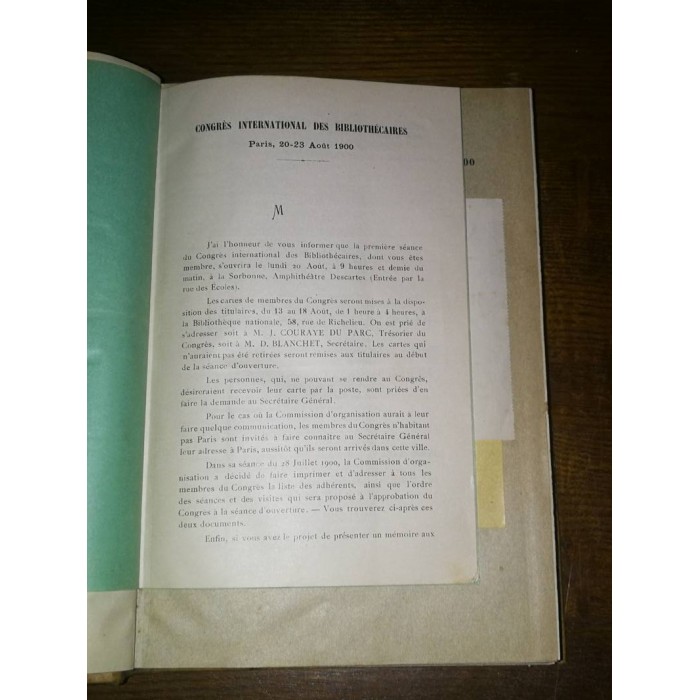 CONGRÈS INTERNATIONAL DES BIBLIOTHÉCAIRES
Paris, 20-23 Août 1900
00
M
J'ai l'honneur de vous informer que la première séance
du Congrès international des Bibliothécaires, dont vous êtes
membre, s'ouvrira le lundi 20 Août, à 9 heures et demie du
matin, à la Sorbonne, Amphithéâtre Descartes (Entrée par la
rue des Écoles).
Les cartes de membres du Congrès seront mises à la dispo-
sition des titulaires, du 13 au 18 Août, de 1 heure à 4 heures, à
la Bibliothèque nationale, 58, rue de Richelieu. On est prié de
s'adresser soit à M. J. COURAYE DU PARC, Trésorier du
Congrès, soit à M. D. BLANCHET, Secrétaire. Les cartes qui
n'auraient pas été retirées seront remises aux titulaires au début
de la séance d'ouverture.
Les personnes, qui, ne pouvant se rendre au Congrès,
désireraient recevoir leur carte par la poste, sont priées d'en
faire la demande au Secrétaire Général.
Pour le cas où la Commission d'organisation aurait à leur
faire quelque communication, les membres du Congrès n'habitant
pas Paris sont invités à faire connaître au Secrétaire Général
leur adresse à Paris, aussitôt qu'ils seront arrivés dans cette ville.
Dans sa séance du 28 Juillet 1900, la Commission d'orga-
nisation a décidé de faire imprimer et d'adresser à tous les
membres du Congrès la liste des adhérents, ainsi que l'ordre
des séances et des visites qui sera proposé à l'approbation du
Congrès à la séance d'ouverture. — Vous trouverez ci-après ces
deux documents.
Enfin, si vous avez le projet de présenter un mémoire aux